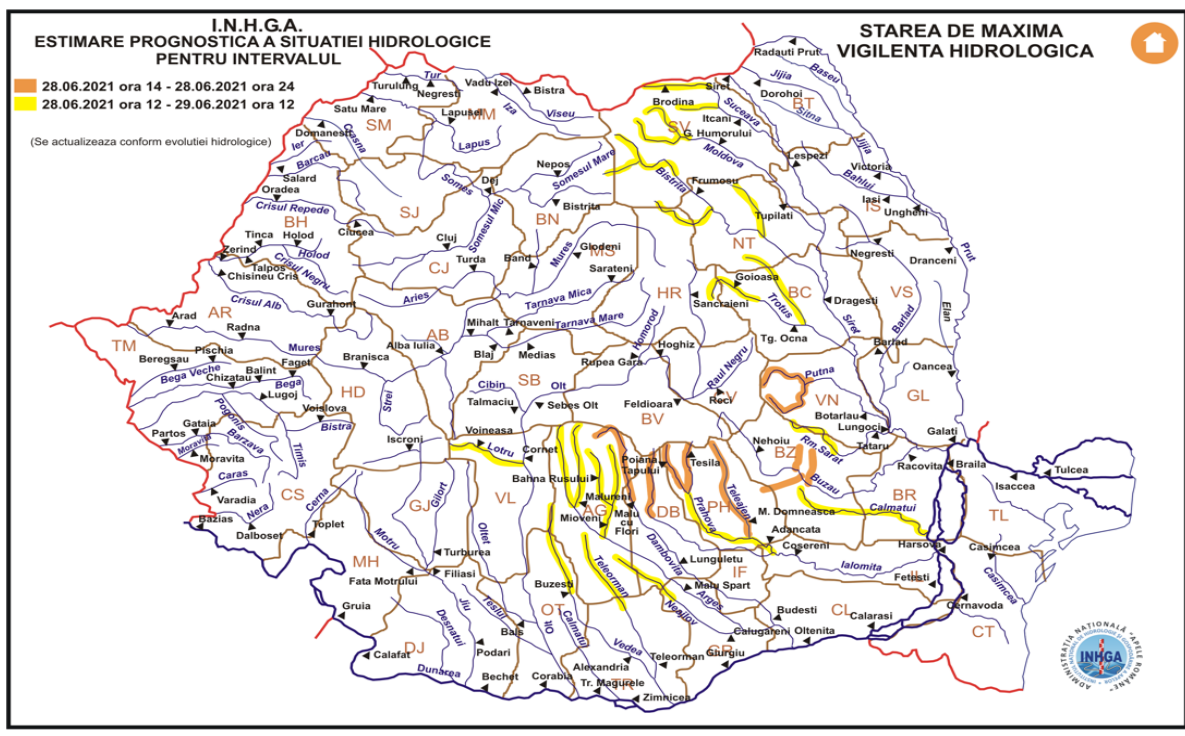 I.N.H.G.A.
ESTIMARE PROGNOSTICA A SITUATIEI HIDROLOGICE
PENTRU INTERVALUL
28.06.2021 ora 14 - 28.06.2021 ora 24
28.06.2021 ora 12 - 29.06.2021 ora 12
(Se actualizeaza conform evolutiei hidrologice)
STAREA DE MAXIMA
VIGILENTA HIDROLOGICA
Radauti Prut
Tur
Vadu Izei
Siret
Jijia
Baseu
Turulung
Negresti
Bistra
Brodina
Dorohoi
BT
Satu Mare
Lapusel
MM
Iza
Viseu
Itcani
Suceava
Sitna
SM
SV
G. Humorului
Domanesti
Crasna
Lapus
Moldova
Lespezi
Jijia
Victoria
Ier
Barcau
Nepos
Somesul Mare
Bistrita
Frumosu
Bahlui
Salard
Somes
Dej
Oradea
Iasi
IS
Ungheni
Crisul Repede
SJ
Somesul Mic
BN
Bistrita
Tupilati
BH
Ciucea
Tinca
Holod
Cluj
Mures
Glodeni
MS
NT
Negresti
Prut
Zerind
Holod
Turda
Band
Dranceni
Talpos
CJ
Sarateni
Goioasa
Chisineu Cris
Crisul Negru
BC
VS
Crisul Alb
Gurahont
Aries
Tarnava Mica
HR
Sancraieni
Trotus
Dragesti
Siret
Barlad
Elan
AR
Arad
Radna
AB
Mihalt
Tarnaveni
Tarnava Mare
Homorod
Tg. Ocna
TM
Mures
Alba Iulia
Blaj
Medias
Hoghiz
Barlad
Beregsau
Pischia
Branisca
Rupea Gara
Raul Negru
Oancea
Bega Veche
Chizatau
Balint
Faget
Bega
Lugoj
HD
Strei
Cibin
SB
Olt
Putna
VN
GL
Talmaciu
Sebes Olt
Feldioara
BV
Reci
Botarlau
Lungoci
Pogonis
Voislova
Bistra
Gataia
Partos
Barzava
Timis
Voineasa
Galati
Moravita
Moravita
Iscroni
Lotru
Cornet
Poiana
Tapului
Tesila
Nehoiu
BZ
Rm. Sarat
Tataru
Racovita
Braila
Tulcea
Caras
Bahna Rusului
Buzau
Isaccea
Varadia
CS
Cerna
GJ
Gilort
VL
Malureni
AG
DB
PH
Teleajen
BR
Nera
Malu
cu
Flori
Prahova
M. Domneasca
Calmatui
TL
Bazias
Toplet
Oltet
Mioveni
Dalboset
Motru
Adancata
MH
Turburea
Dambovita
Lunguletu
Cosereni
Harsova
Casimcea
Fata Motrului
Filiasi
Teleorman
IF
Ialomita
Buzesti
Malu Spart
Fetesti
Casimcea
Gruia
Jiu
Teslui
OT
Neajlov
Arges
Budesti
CL
Cernavoda
Desnatui
Bals
Olt
Calmatui
Calarasi
CT
DJ
Podari
Vedea
Calugareni
Oltenita
Calafat
Alexandria
Teleorman
Giurgiu
Dunarea
Bechet
Corabia
Tr. Magurele
TR
Zimnicea
ADMINISTRAȚIA NAȚIONALĂ "APELE ROMÂNE"
INHGA